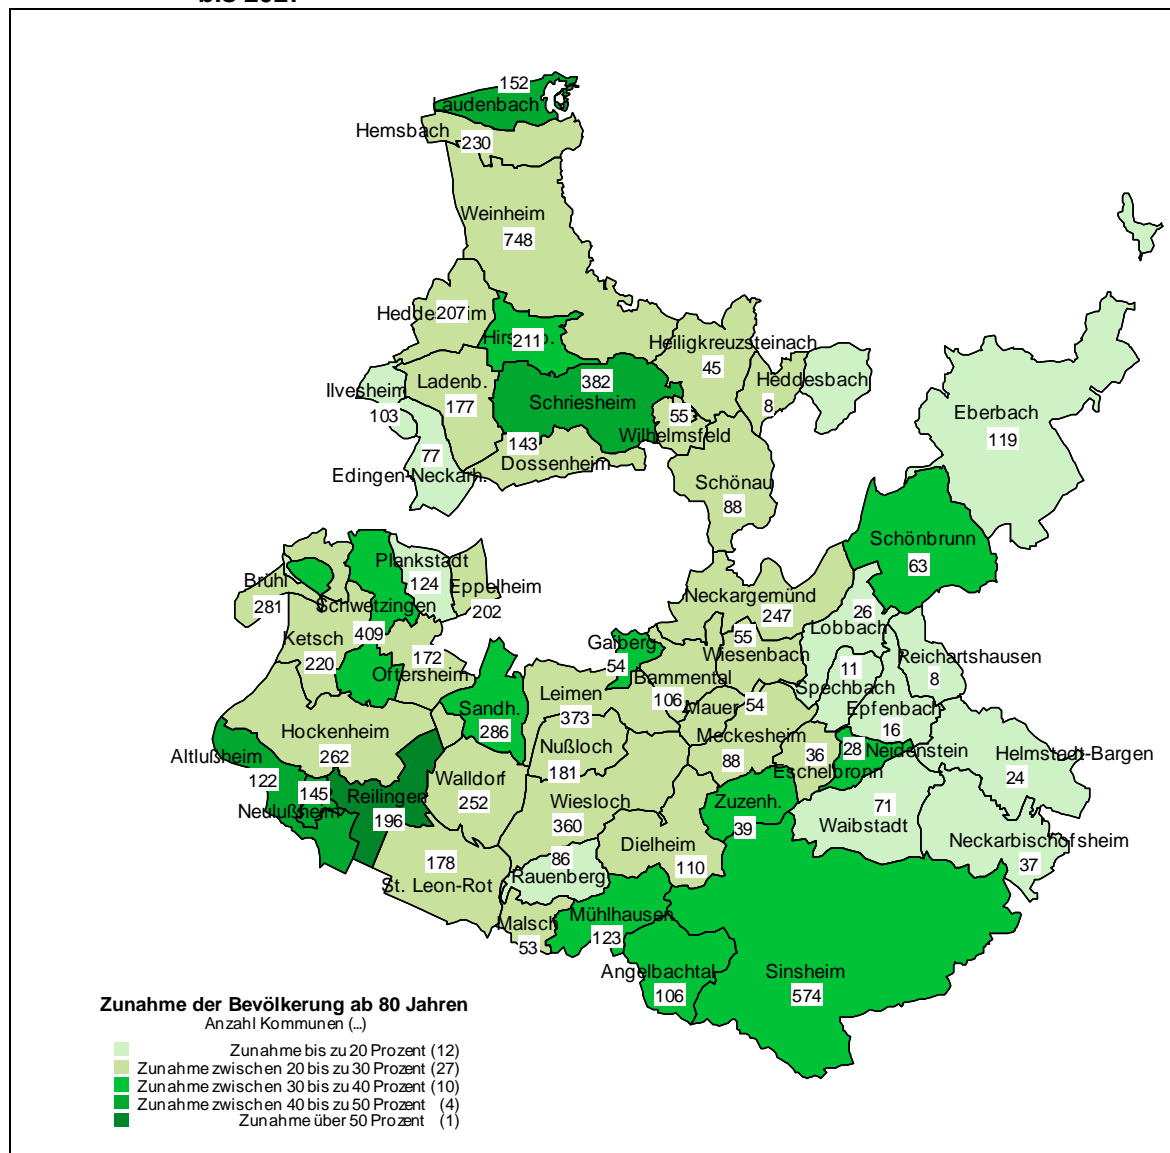 152
Laudenbach
Hemsbach
230
Weinheim
748
207
211
Heiligkreuzsteinach
45
382
Ladenb.
177
Ilvesheim
103
Schriesheim
Heddesbach
8
55
Wilhelmsfeld
143
Dossenheim
77
Edingen-Neckarh.
Eberbach
119
Schönau
88
Schönbrunn
63
Plankstadt
124
Eppelheim
202
Brühl
281
Schwetzingen
409
Neckargemünd
247
26
Lobbach
Ketsch
220
172
Oftersheim
Gaiberg
54
55
Wiesenbach
Reichartshausen
8
Bammental
106
11
Spechbach
Leimen
373
Mauer
54
Epfenbach
16
Sandh.
286
Hockenheim
262
Nußloch
181
Meckesheim
88
36
Eschelbronn
28
Neidenstein
Helmstadt-Bargen
24
Altlußheim
122
145
Neulußheim
Reilingen
196
Walldorf
252
Wiesloch
360
Zuzenh.
39
71
Waibstadt
Neckarbischofsheim
37
Dielheim
110
178
St. Leon-Rot
86
Rauenberg
Malsch
53
Mühlhausen
123
Angelbachtal
106
Sinsheim
574
Zunahme der Bevölkerung ab 80 Jahren
Anzahl Kommunen (...)
Zunahme bis zu 20 Prozent (12)
Zunahme zwischen 20 bis zu 30 Prozent (27)
Zunahme zwischen 30 bis zu 40 Prozent (10)
Zunahme zwischen 40 bis zu 50 Prozent (4)
Zunahme über 50 Prozent (1)